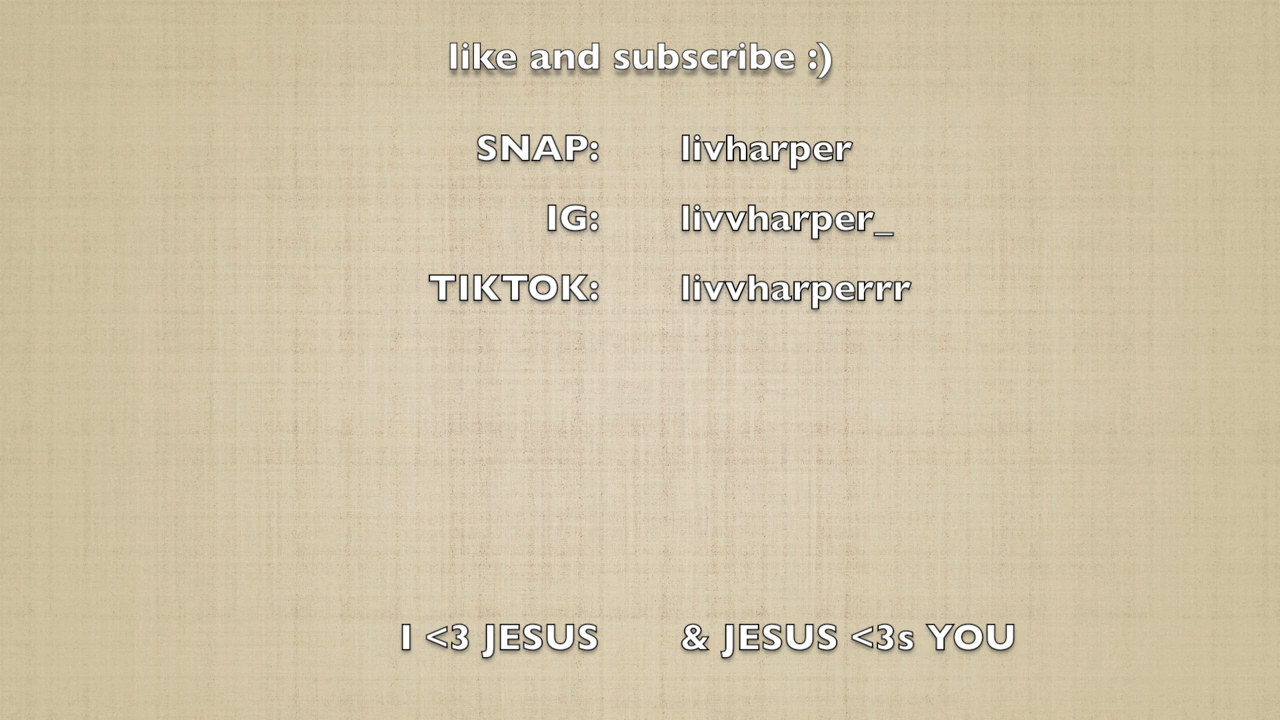 like and subscribe :)
SNAP: livharper
IG: livvharper_
TIKTOK: livvharperrr
I <3 JESUS & JESUS <3s YOU